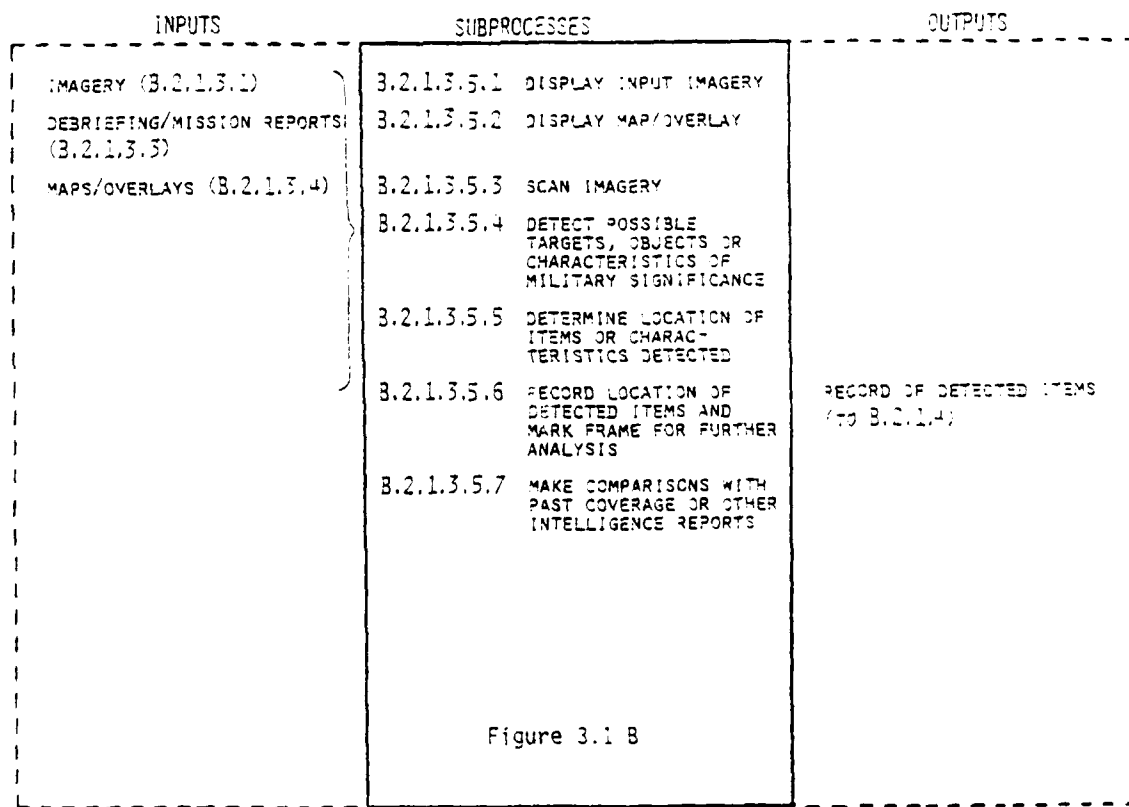 INPUTS
SUBPROCESSES
OUTPUTS
IMAGERY (B.2.1.3.1)
DEBRIEFING/MISSION REPORTS
(B.2.1.3.3)
MAPS/OVERLAYS (B.2.1.3.4)
B.2.1.3.5.1 DISPLAY INPUT IMAGERY
B.2.1.3.5.2 DISPLAY MAP/OVERLAY
B.2.1.3.5.3 SCAN IMAGERY
B.2.1.3.5.4 DETECT POSSIBLE
TARGETS, OBJECTS OR
CHARACTERISTICS OF
MILITARY SIGNIFICANCE
B.2.1.3.5.5 DETERMINE LOCATION OF
ITEMS OR CHARAC-
TERISTICS DETECTED
B.2.1.3.5.6 RECORD LOCATION OF
DETECTED ITEMS AND
MARK FRAME FOR FURTHER
ANALYSIS
B.2.1.3.5.7 MAKE COMPARISONS WITH
PAST COVERAGE OR OTHER
INTELLIGENCE REPORTS
RECORD OF DETECTED ITEMS
(TO B.2.1.4)
Figure 3.1 B